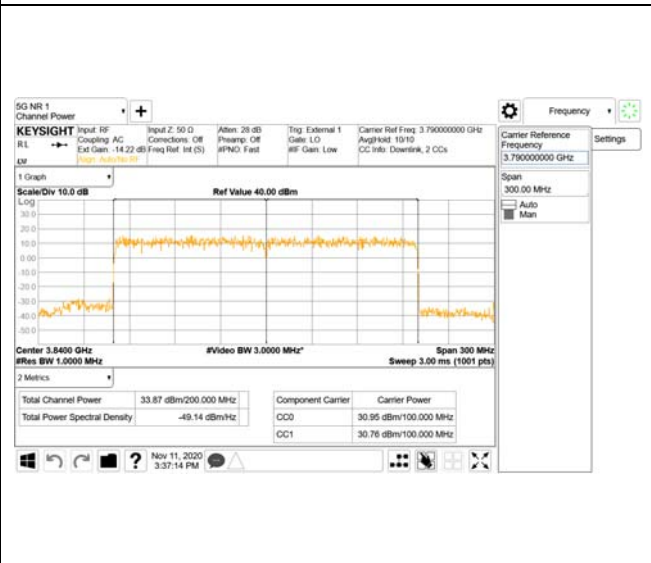 5G NR 1
Channel Power
+
Frequency
KEYSIGHT
RL
Input: RF
Coupling: AC
Ext Gain: -14.22 dB
Align: Auto/No RF
Input Z: 50 Ω
Corrections: Off
Freq Ref: Int (S)
Atten: 28 dB
Preamp: Off
#PNO: Fast
Trig: External 1
Gate: LO
#IF Gain: Low
Carrier Ref Freq: 3.790000000 GHz
Avg|Hold: 10/10
CC Info: Downlink, 2 CCs
Carrier Reference
Frequency
3.790000000 GHz
Settings
Span
300.00 MHz
Auto
Man
1 Graph
Scale/Div 10.0 dB
Ref Value 40.00 dBm
Log
30.0
20.0
10.0
0.00
-10.0
-20.0
-30.0
-40.0
-50.0
Center 3.8400 GHz
#Video BW 3.0000 MHz*
Span 300 MHz
#Res BW 1.0000 MHz
Sweep 3.00 ms (1001 pts)
2 Metrics
Total Channel Power 33.87 dBm/200.000 MHz
Total Power Spectral Density -49.14 dBm/Hz
Component Carrier Carrier Power
CC0 30.95 dBm/100.000 MHz
CC1 30.76 dBm/100.000 MHz
?
Nov 11, 2020
3:37:14 PM